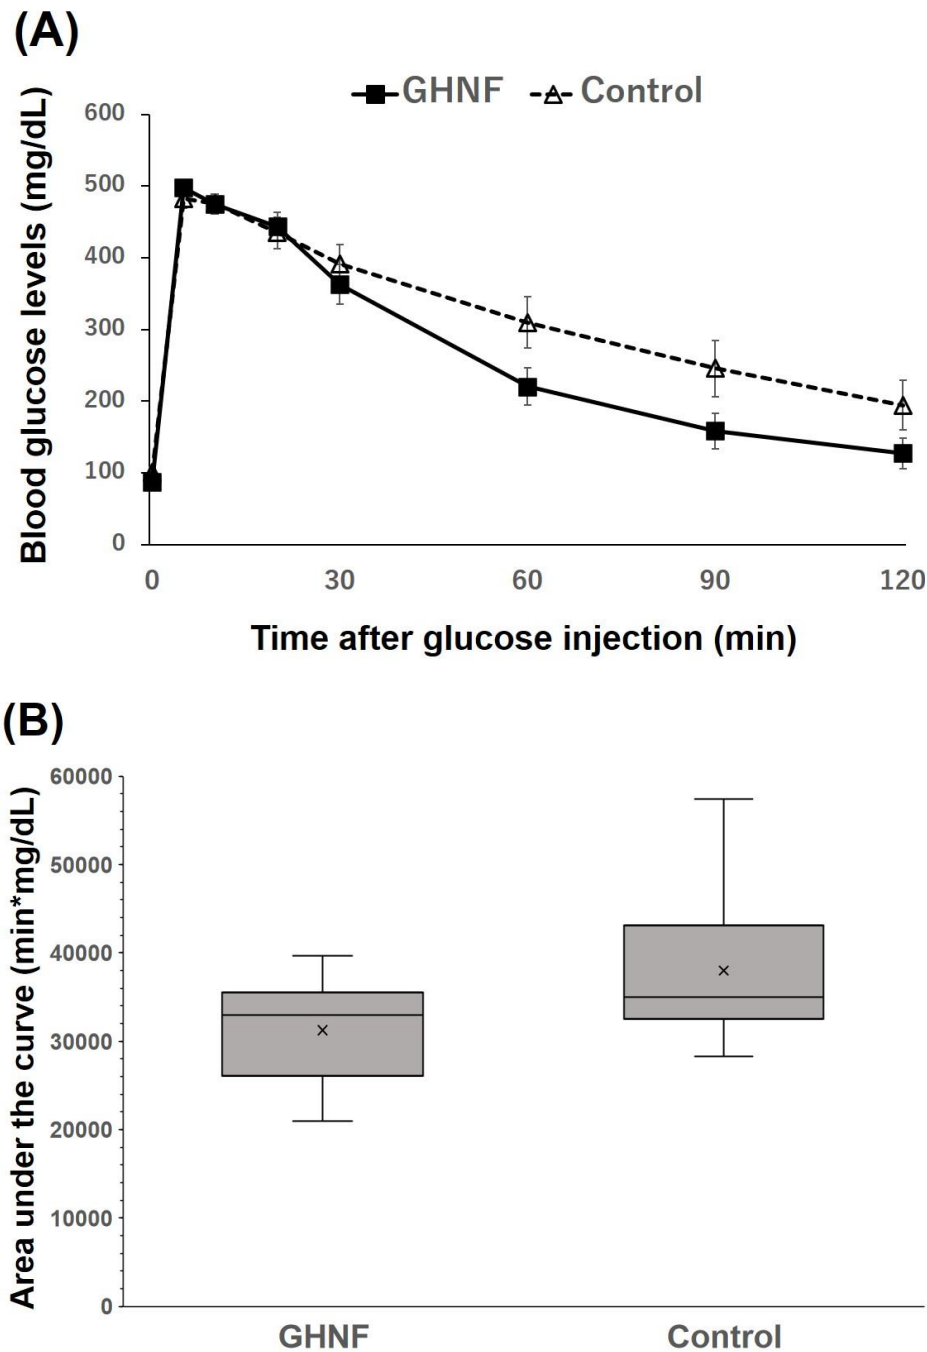 (A)
GHNF Control
Blood glucose levels (mg/dL)
600
500
400
300
200
100
0
0 30 60 90 120
Time after glucose injection (min)
(B)
Area under the curve (min*mg/dL)
60000
50000
40000
30000
20000
10000
0
GHNF Control